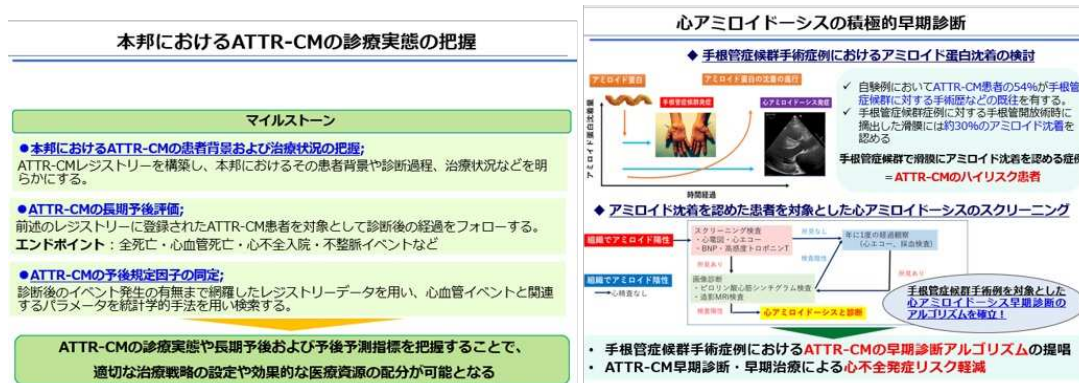 本邦におけるATTR-CMの診療実態の把握
マイルストーン
●本邦におけるATTR-CMの患者背景および治療状況の把握;
ATTR-CMレジストリーを構築し、本邦におけるその患者背景や診断過程、治療状況などを明
らかにする。
●ATTR-CMの長期予後評価;
前述のレジストリーに登録されたATTR-CM患者を対象として診断後の経過をフォローする。
エンドポイント：全死亡・心血管死亡・心不全入院・不整脈イベントなど
●ATTR-CMの予後規定因子の同定;
診断後のイベント発生の有無まで網羅したレジストリーデータを用い、心血管イベントと関連
するパラメータを統計学的手法を用い検索する。
ATTR-CMの診療実態や長期予後および予後予測指標を把握することで、
適切な治療戦略の設定や効果的な医療資源の配分が可能となる
心アミロイドーシスの積極的早期診断
◆ 手根管症候群手術症例におけるアミロイド蛋白沈着の検討
アミロイド蛋白
アミロイド蛋白の沈着の進行
手根管症候群発症
心アミロイドーシス発症
アミロイド蛋白沈着量
時間経過
✓ 自験例においてATTR-CM患者の54%が手根管
症候群に対する手術歴などの既往を有する。
✓ 手根管症候群症例に対する手根管開放術時に
摘出した滑膜には約30%のアミロイド沈着を
認める
手根管症候群で滑膜にアミロイド沈着を認める症例
＝ATTR-CMのハイリスク患者
◆ アミロイド沈着を認めた患者を対象とした心アミロイドーシスのスクリーニング
組織でアミロイド陽性
スクリーニング検査
・心電図・心エコー
・BNP・高感度トロポニンT
所見なし
年に1度の経過観察
（心エコー、採血検査）
所見あり
検査陰性
所見あり
組織でアミロイド陰性
→心精査なし
画像診断
・ピロリン酸心筋シンチグラム検査
・造影MRI検査
検査陽性
心アミロイドーシスと診断
手根管症候群手術例を対象とした
心アミロイドーシス早期診断の
アルゴリズムを確立！
• 手根管症候群手術症例におけるATTR-CMの早期診断アルゴリズムの提唱
• ATTR-CM早期診断・早期治療による心不全発症リスク軽減